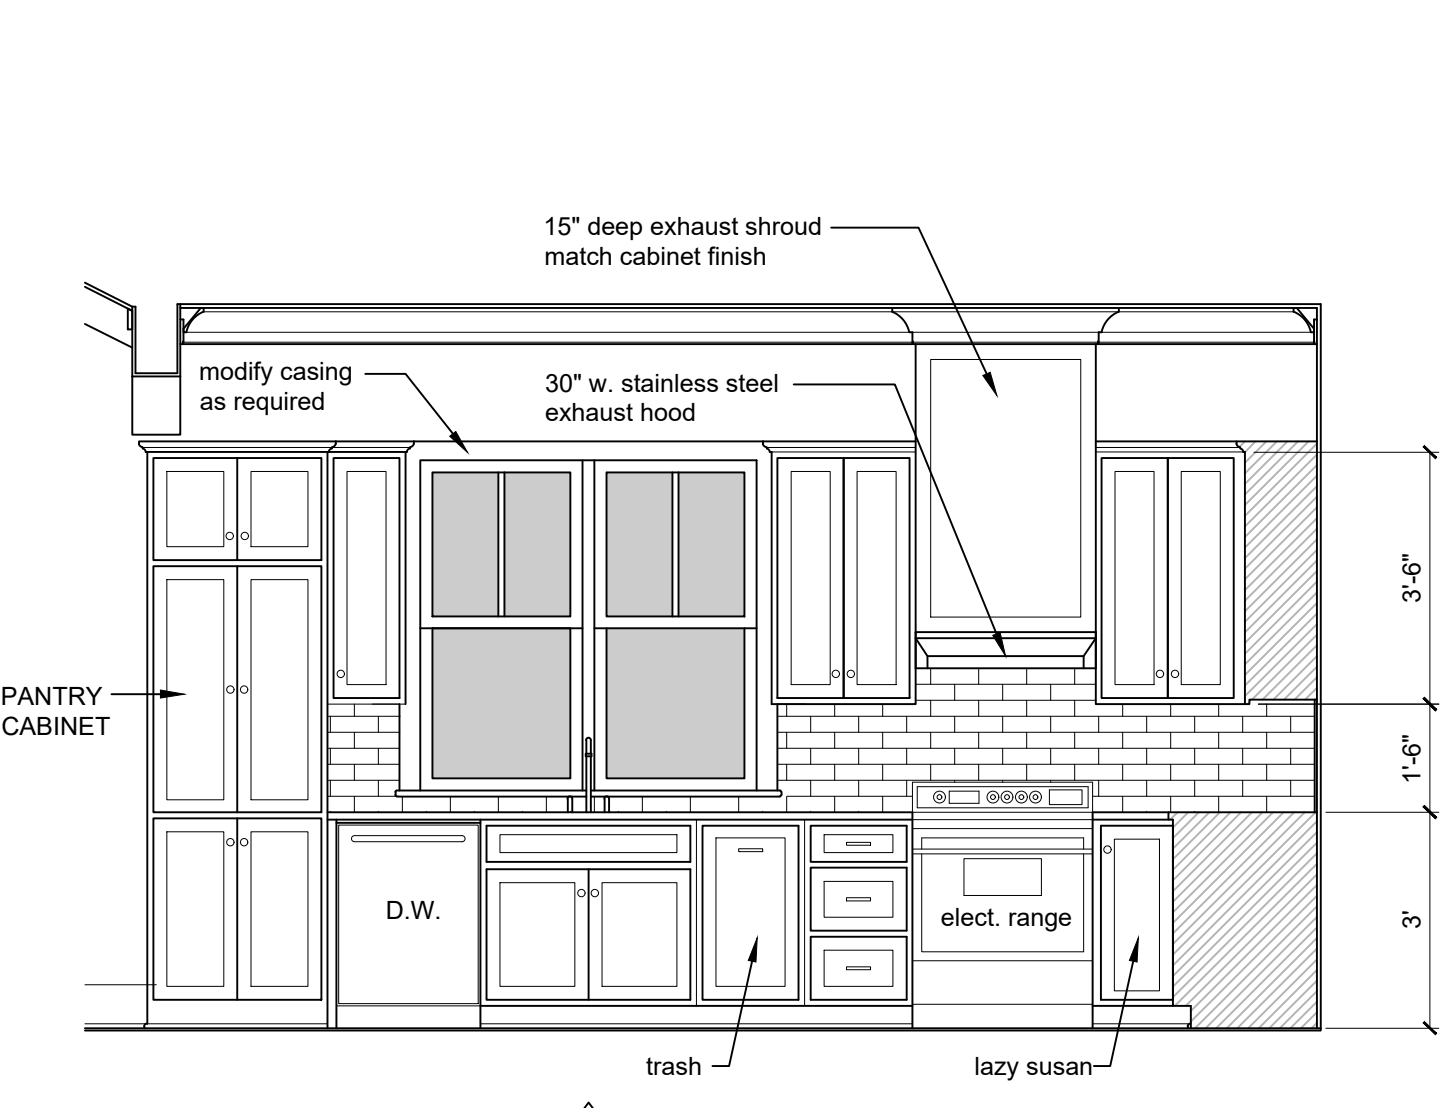 15" deep exhaust shroud
match cabinet finish
modify casing
as required
30" w. stainless steel
exhaust hood
3'-6"
PANTRY
CABINET
1'-6"
D.W.
elect. range
3'
trash
lazy susan